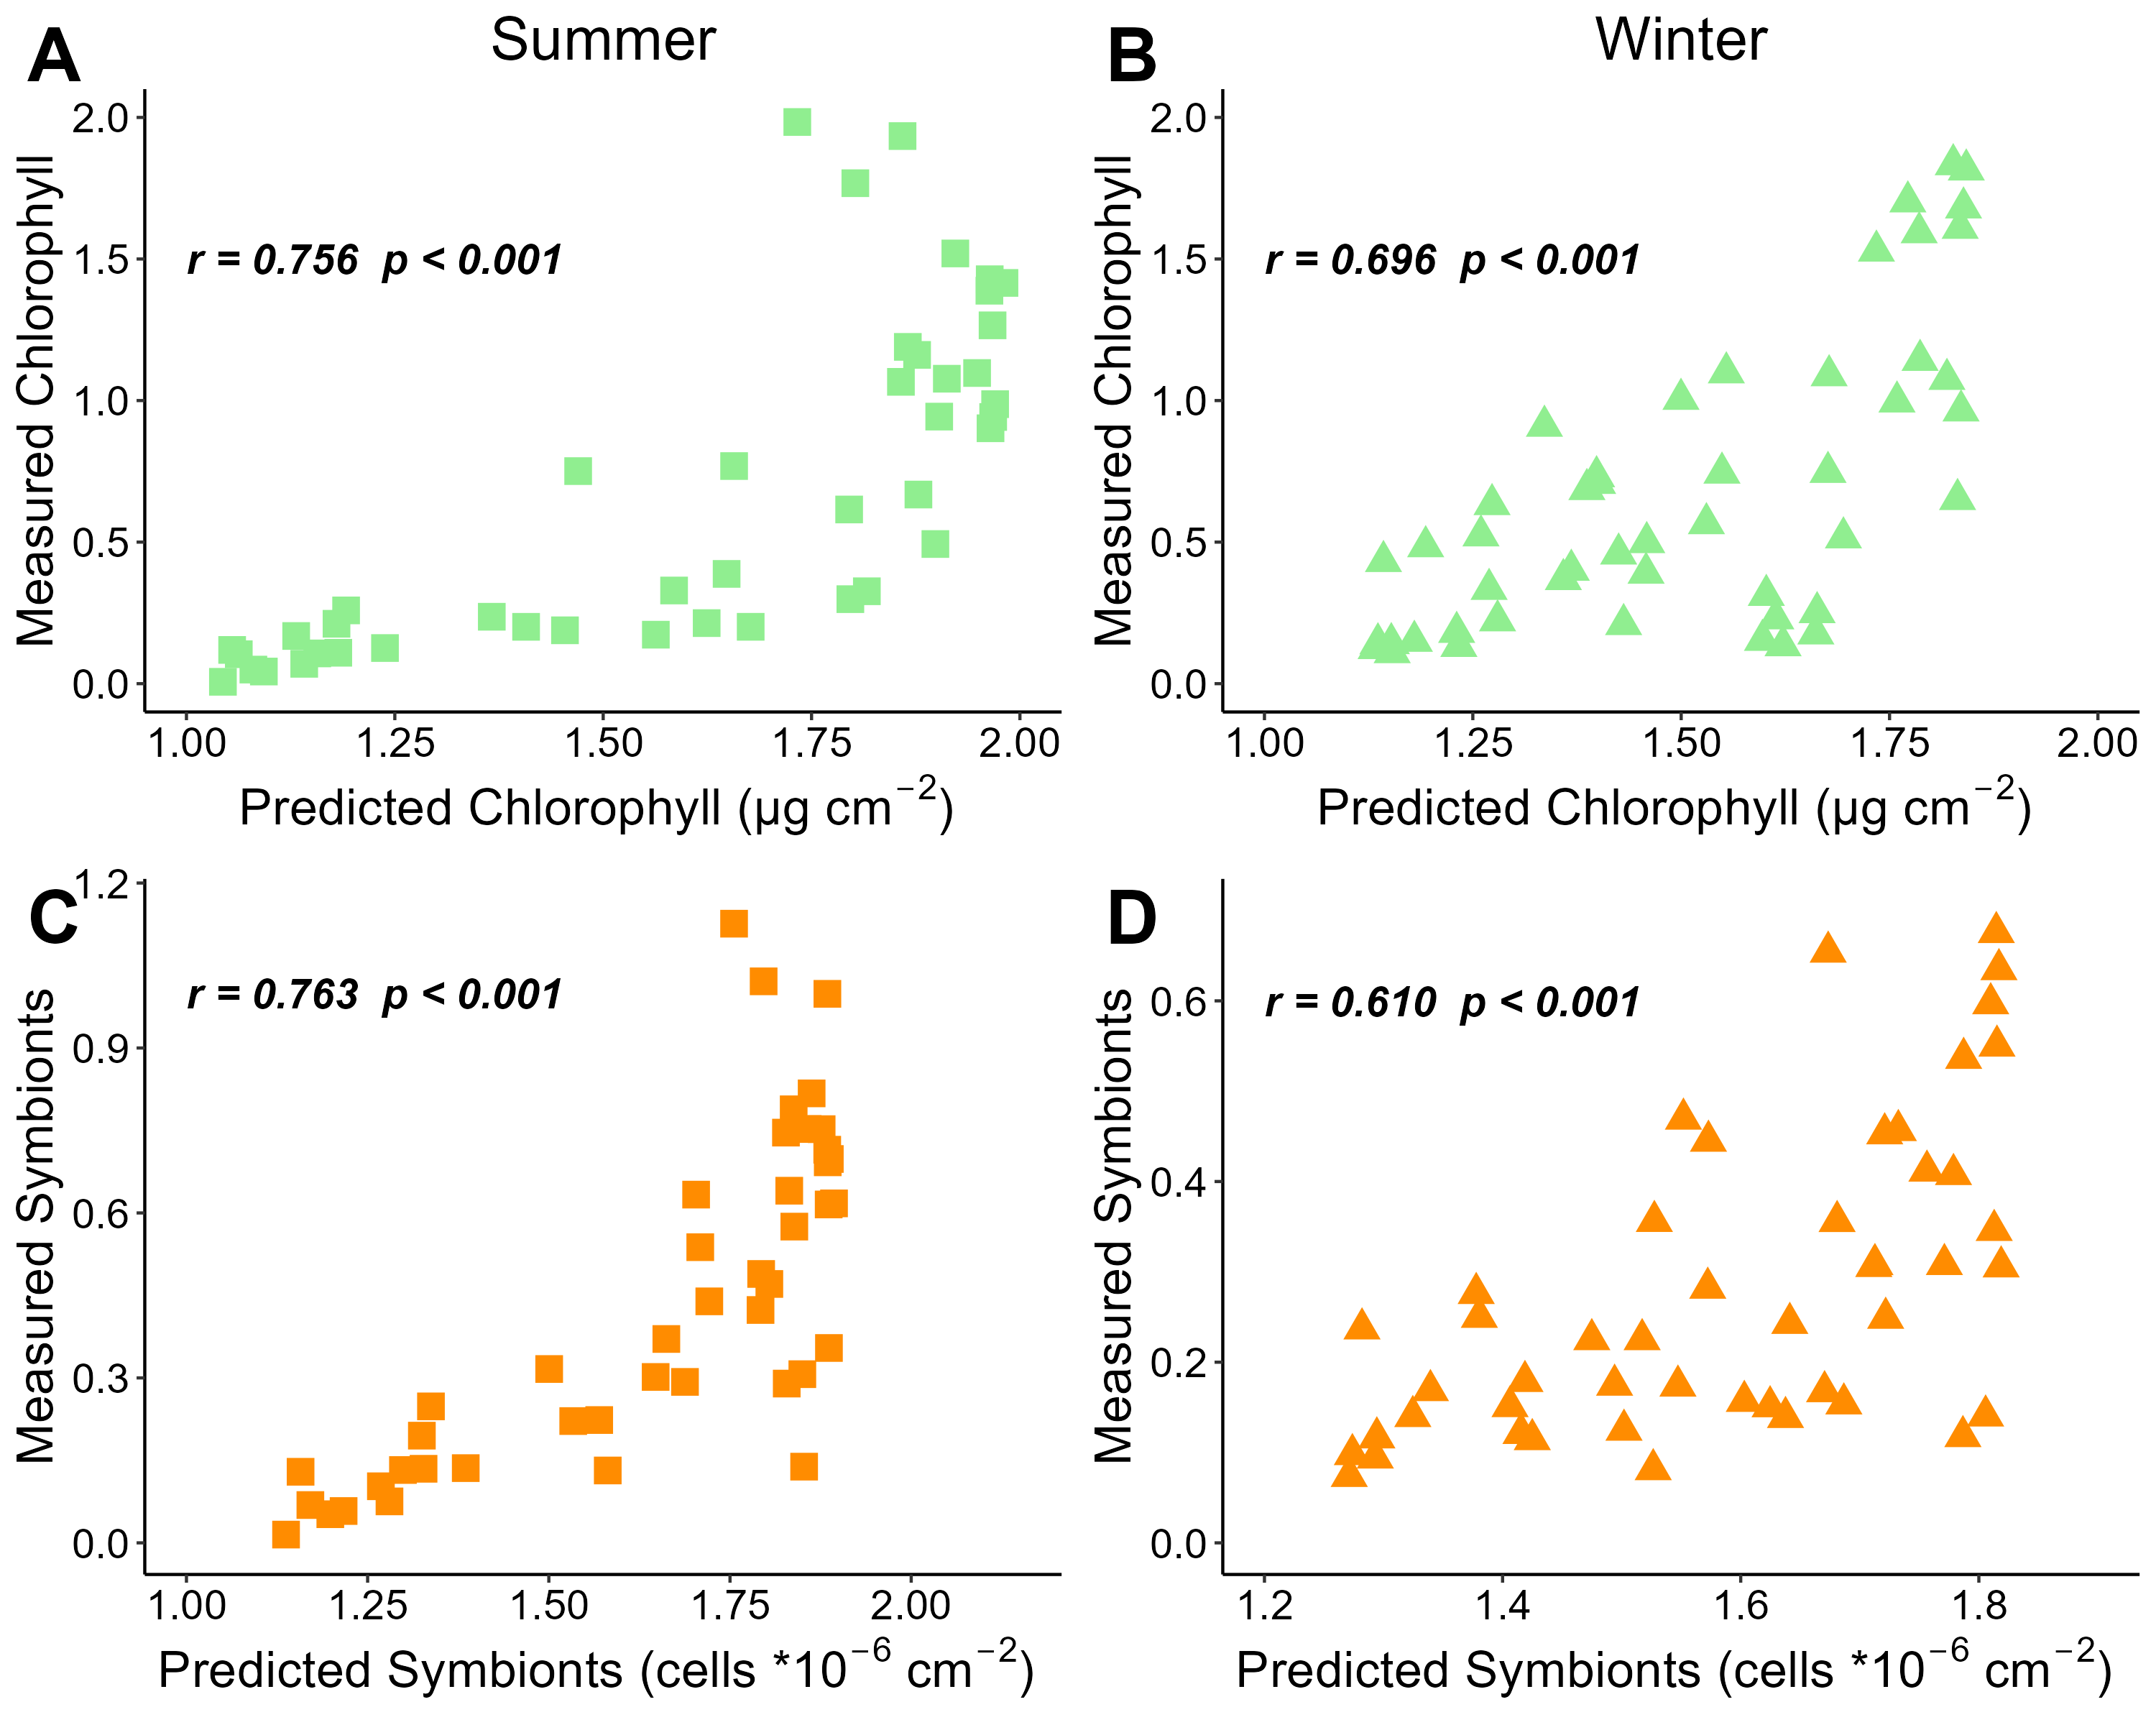 A Summer
2.0
1.5
1.0
0.5
0.0
Measured Chlorophyll
r = 0.756 p < 0.001
1.00 1.25 1.50 1.75 2.00
Predicted Chlorophyll (µg cm⁻²)
B Winter
2.0
1.5
1.0
0.5
0.0
Measured Chlorophyll
r = 0.696 p < 0.001
1.00 1.25 1.50 1.75 2.00
Predicted Chlorophyll (µg cm⁻²)
C
1.2
0.9
0.6
0.3
0.0
Measured Symbionts
r = 0.763 p < 0.001
1.00 1.25 1.50 1.75 2.00
Predicted Symbionts (cells *10⁻⁶ cm⁻²)
D
0.6
0.4
0.2
0.0
Measured Symbionts
r = 0.610 p < 0.001
1.2 1.4 1.6 1.8
Predicted Symbionts (cells *10⁻⁶ cm⁻²)